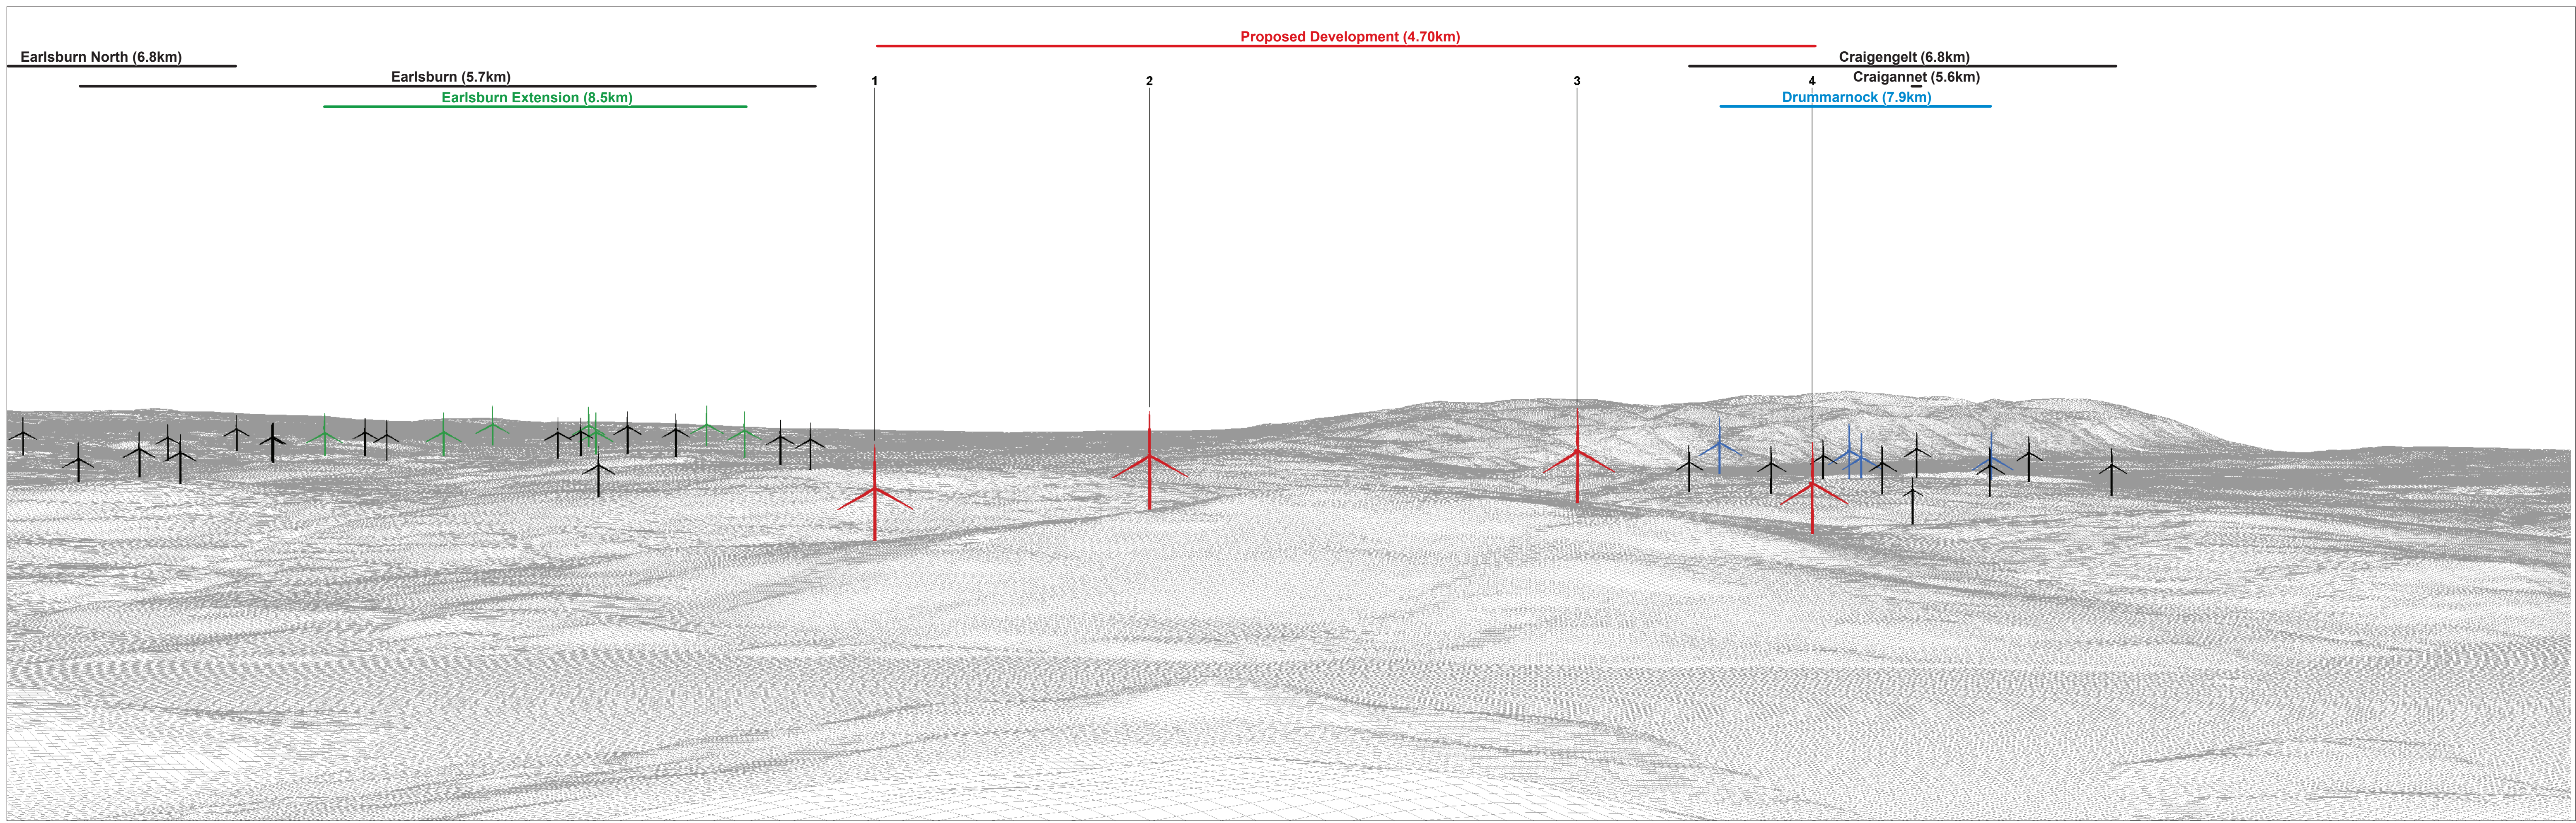 Proposed Development (4.70km)
Earlsburn North (6.8km)
Craigengelt (6.8km)
Earlsburn (5.7km)
1
2
3
4
Craigannet (5.6km)
Earlsburn Extension (8.5km)
Drummarnock (7.9km)